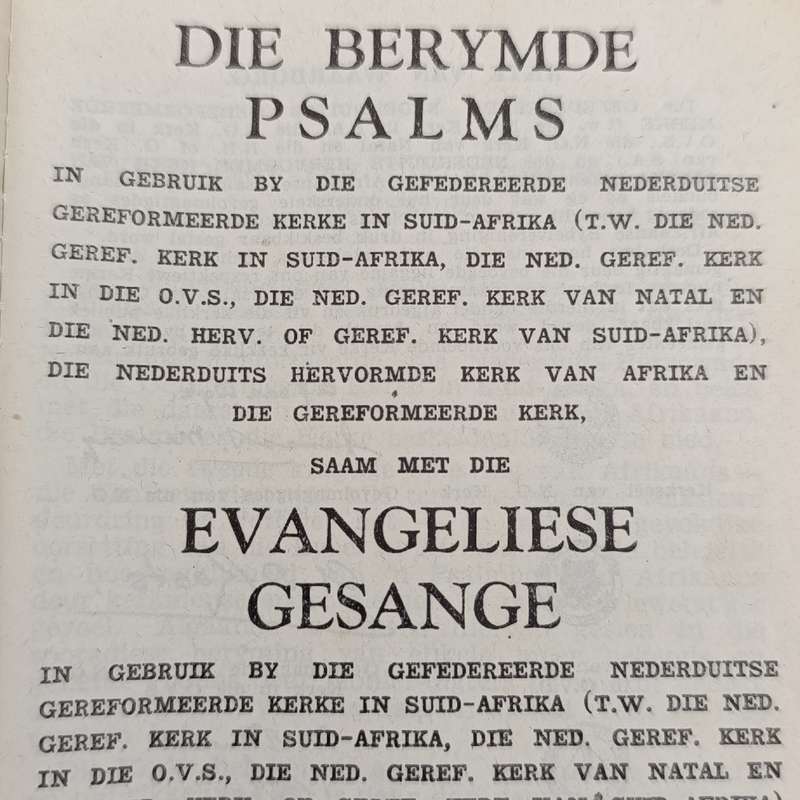 DIE BERYMDE
PSALMS
IN GEBRUIK BY DIE GEFEDEREERDE NEDERDUITSE
GEREFORMEERDE KERKE IN SUID-AFRIKA (T.W. DIE NED.
GEREF. KERK IN SUID-AFRIKA, DIE NED. GEREF. KERK
IN DIE O.V.S., DIE NED. GEREF. KERK VAN NATAL EN
DIE NED. HERV. OF GEREF. KERK VAN SUID-AFRIKA),
DIE NEDERDUITS HERVORMDE KERK VAN AFRIKA EN
DIE GEREFORMEERDE KERK,
SAAM MET DIE
EVANGELIESE
GESANGE
IN GEBRUIK BY DIE GEFEDEREERDE NEDERDUITSE
GEREFORMEERDE KERKE IN SUID-AFRIKA (T.W. DIE NED.
GEREF. KERK IN SUID-AFRIKA, DIE NED. GEREF. KERK
IN DIE O.V.S., DIE NED. GEREF. KERK VAN NATAL EN